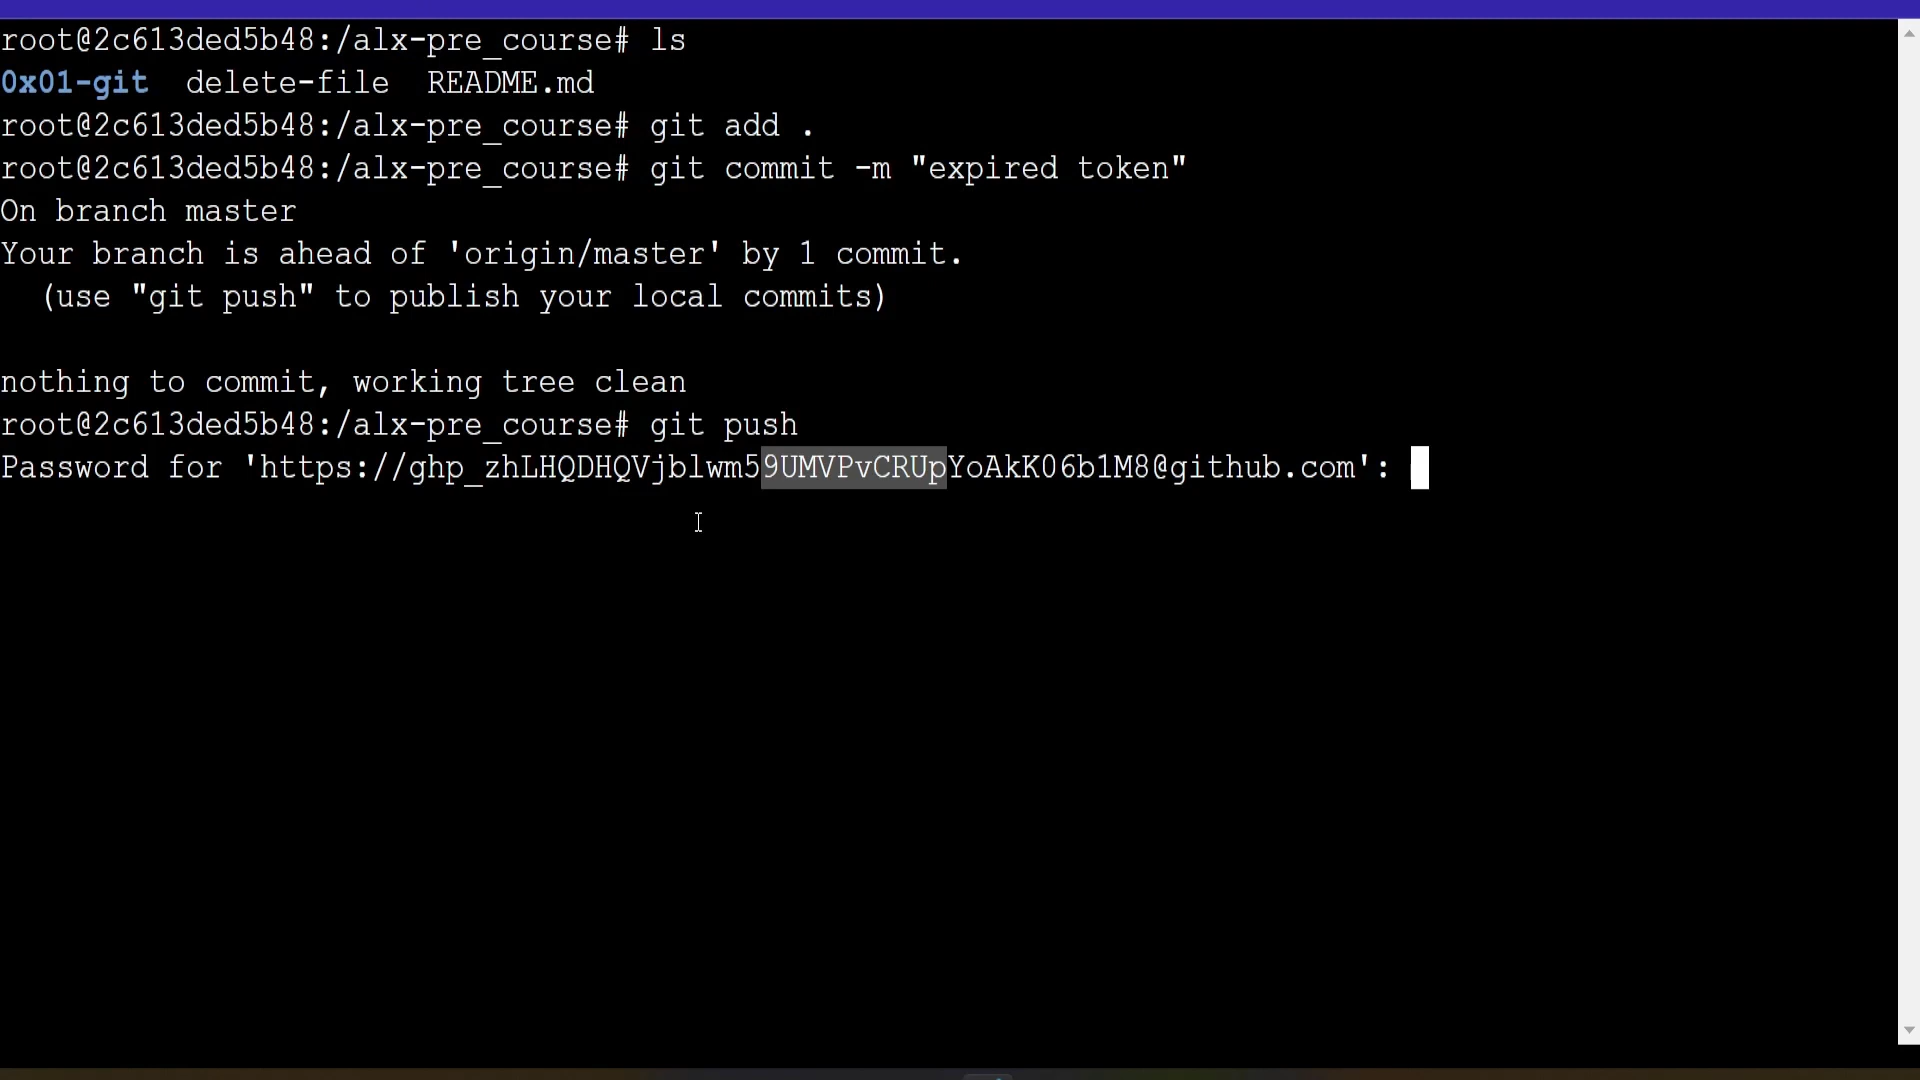 root@2c613ded5b48:/alx-pre_course# ls
0x01-git  delete-file  README.md
root@2c613ded5b48:/alx-pre_course# git add .
root@2c613ded5b48:/alx-pre_course# git commit -m "expired token"
On branch master
Your branch is ahead of 'origin/master' by 1 commit.
  (use "git push" to publish your local commits)
nothing to commit, working tree clean
root@2c613ded5b48:/alx-pre_course# git push
Password for 'https://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@github.com':